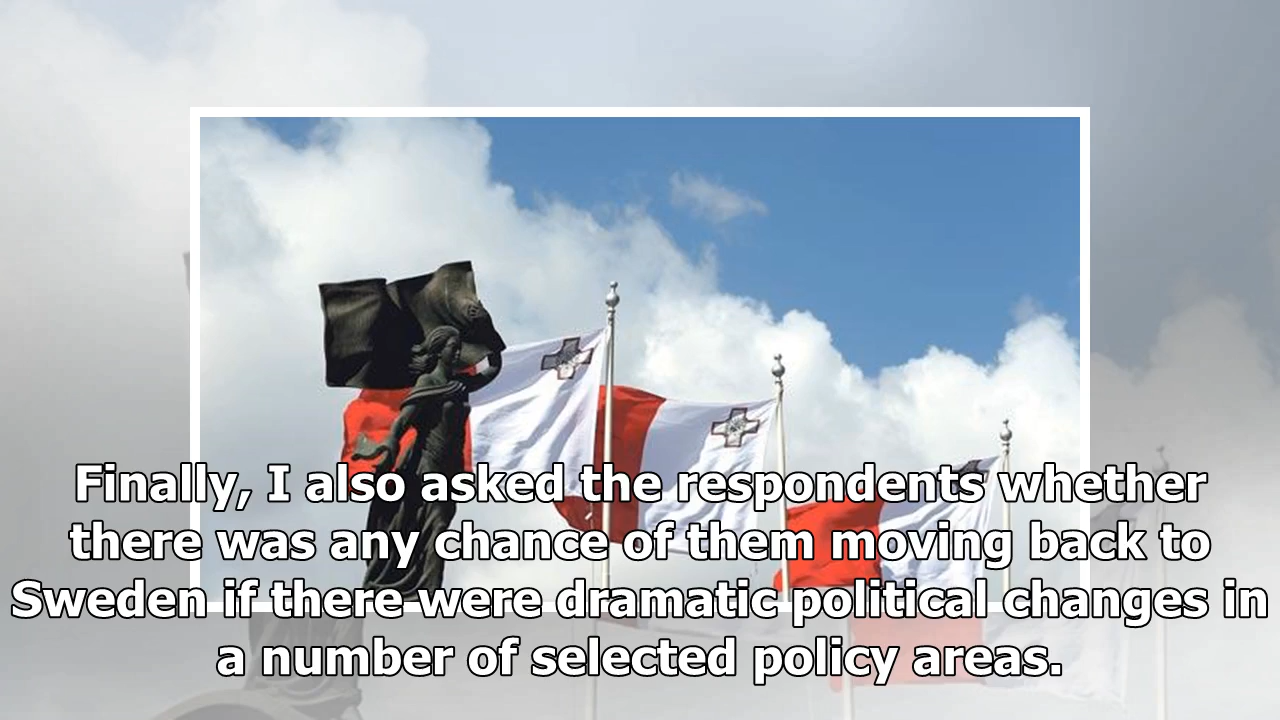 Finally, I also asked the respondents whether
there was any chance of them moving back to
Sweden if there were dramatic political changes in
a number of selected policy areas.